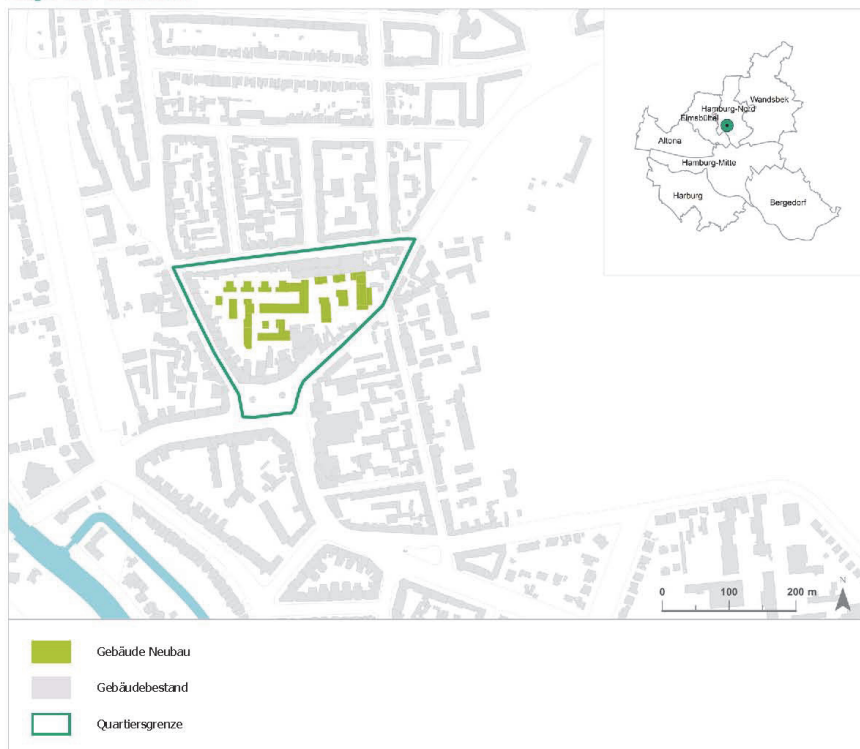 Wandsbek
Hamburg-Nord
Eimsbüttel
Altona
Hamburg-Mitte
Harburg
Bergedorf
N
0 100 200 m
Gebäude Neubau
Gebäudebestand
Quartiersgrenze